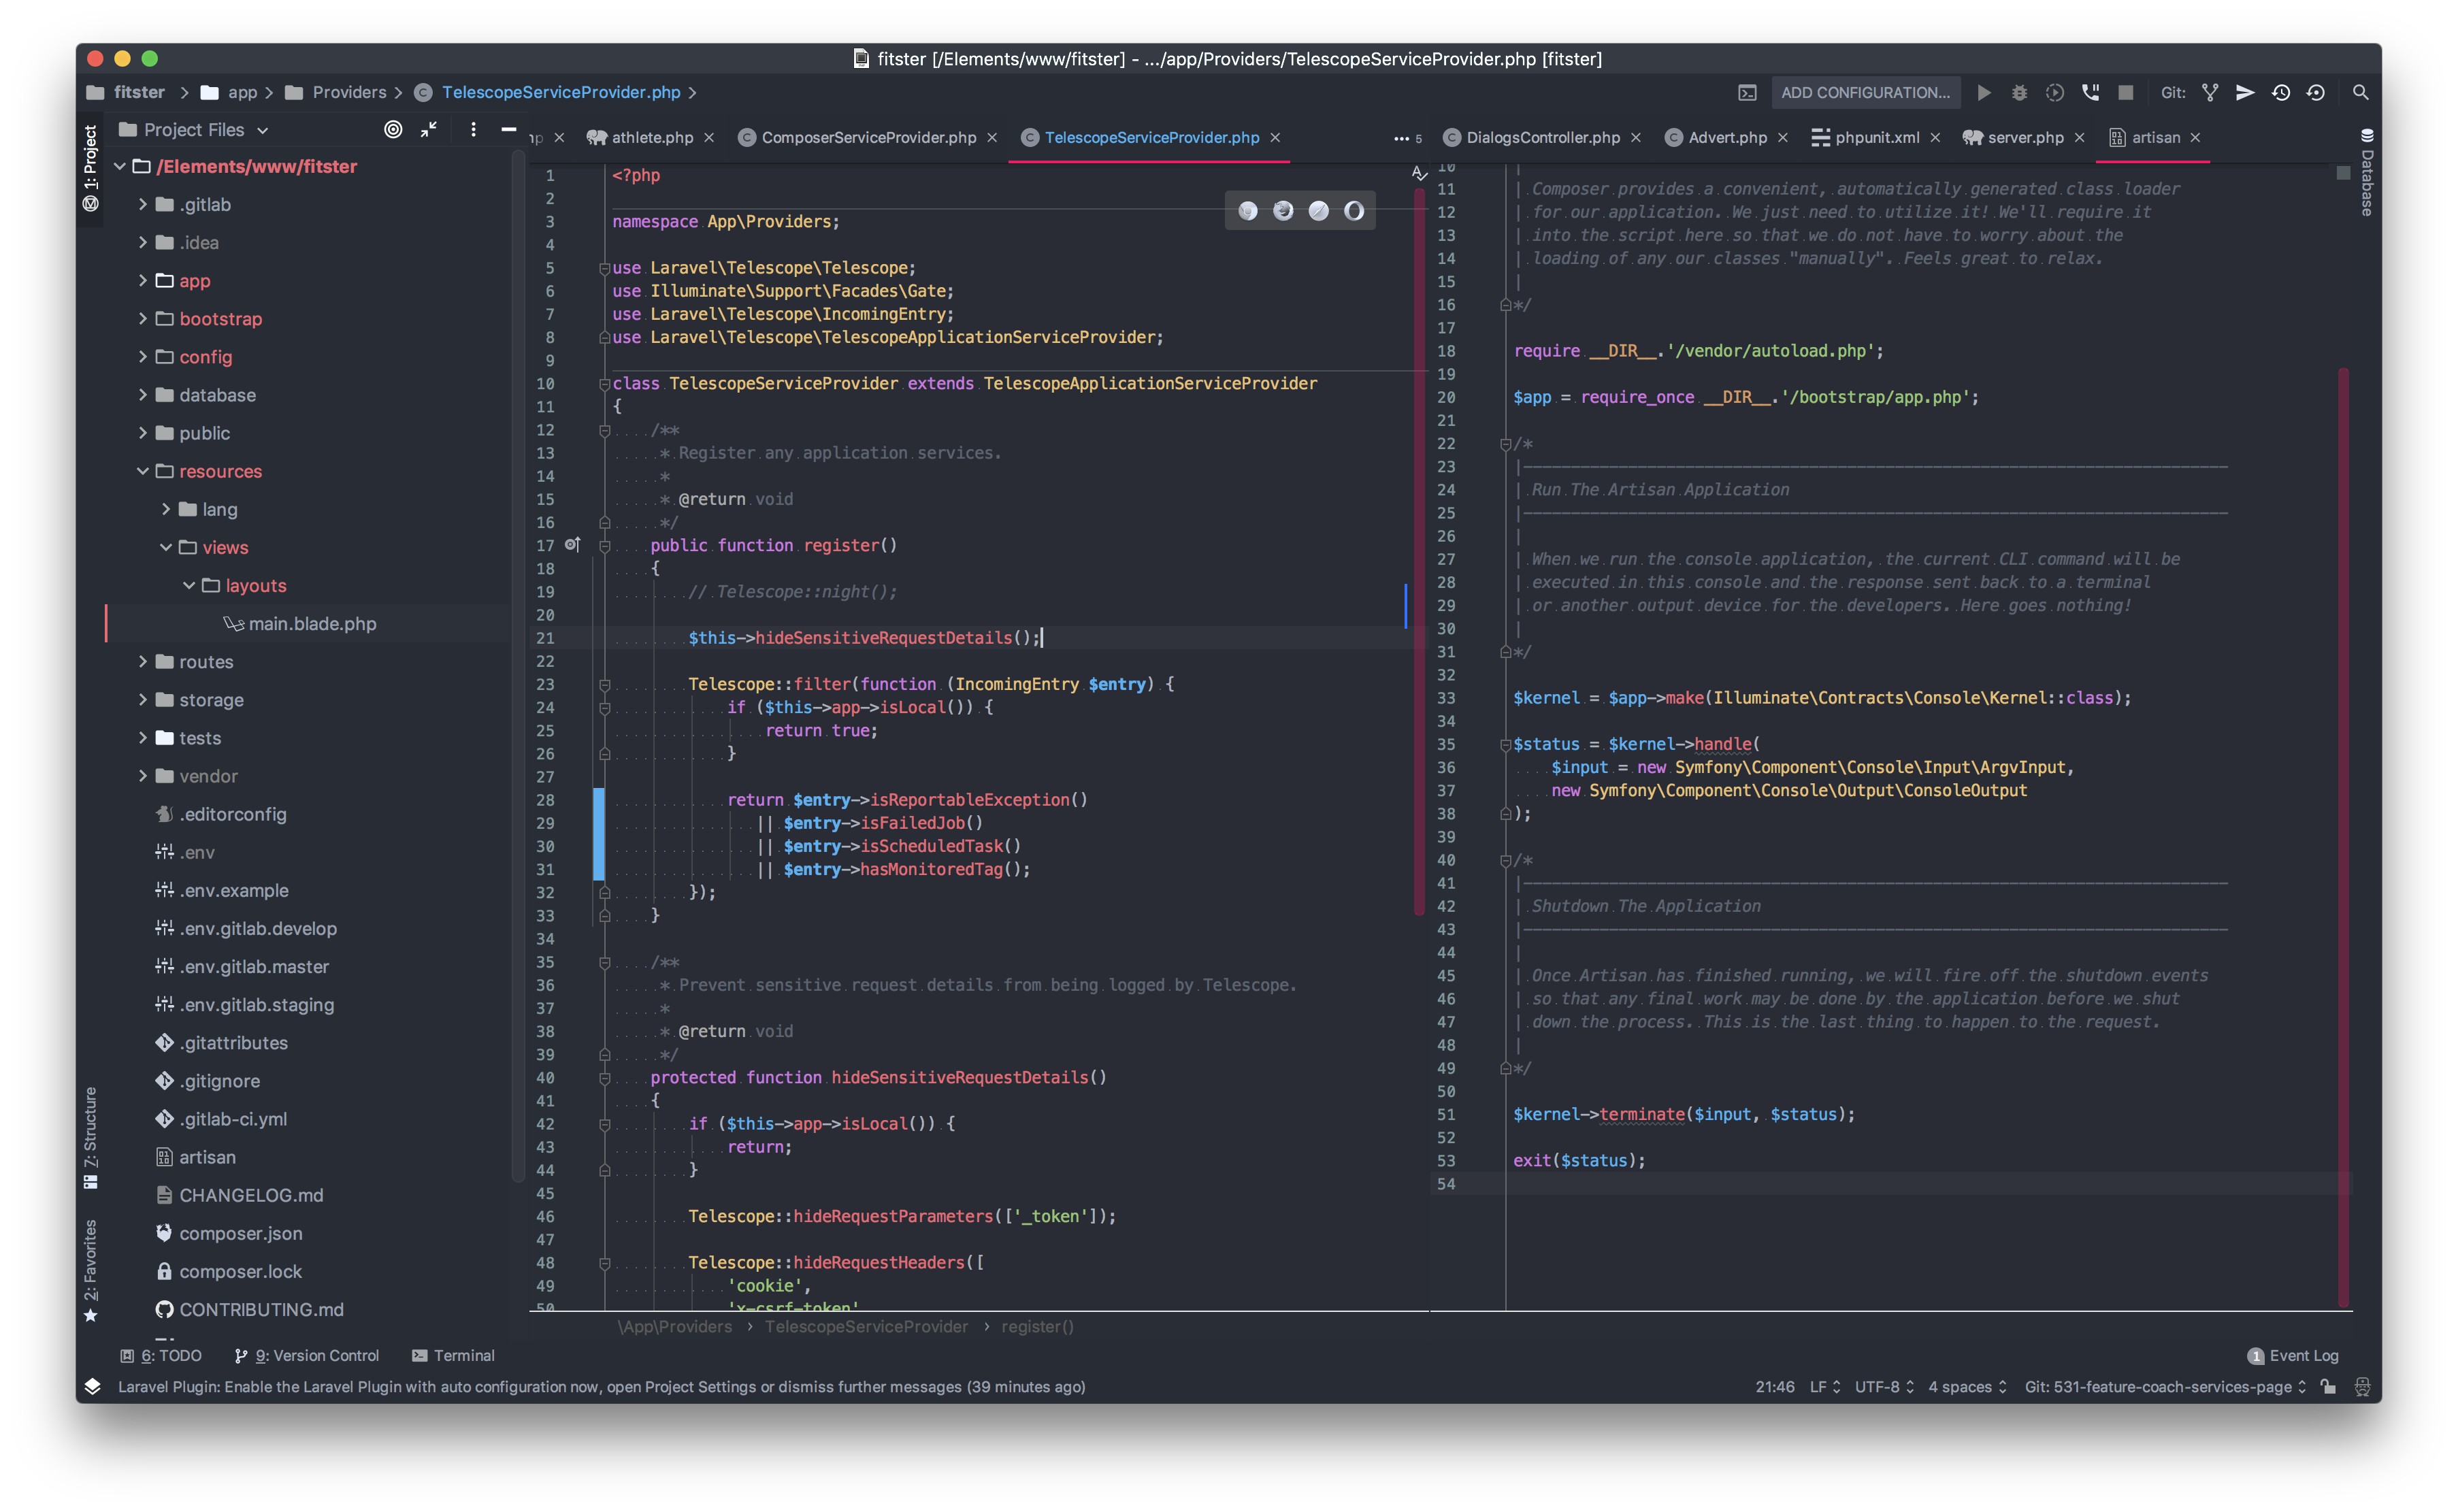 fitster [/Elements/www/fitster] - .../app/Providers/TelescopeServiceProvider.php [fitster]
fitster app Providers TelescopeServiceProvider.php
ADD CONFIGURATION... Git:
1: Project
Project Files
/Elements/www/fitster
.gitlab
.idea
app
bootstrap
config
database
public
resources
lang
views
layouts
main.blade.php
routes
storage
tests
vendor
.editorconfig
.env
.env.example
.env.gitlab.develop
.env.gitlab.master
.env.gitlab.staging
.gitattributes
.gitignore
.gitlab-ci.yml
artisan
CHANGELOG.md
composer.json
composer.lock
CONTRIBUTING.md
7: Structure
2: Favorites
athlete.php ComposerServiceProvider.php TelescopeServiceProvider.php 5
1 <?php
2
3 namespace App\Providers;
4
5 use Laravel\Telescope\Telescope;
6 use Illuminate\Support\Facades\Gate;
7 use Laravel\Telescope\IncomingEntry;
8 use Laravel\Telescope\TelescopeApplicationServiceProvider;
9
10 class TelescopeServiceProvider extends TelescopeApplicationServiceProvider
11 {
12 /**
13 * Register any application services.
14 *
15 * @return void
16 */
17 public function register()
18 {
19 // Telescope::night();
20
21 $this->hideSensitiveRequestDetails();
22
23 Telescope::filter(function (IncomingEntry $entry) {
24 if ($this->app->isLocal()) {
25 return true;
26 }
27
28 return $entry->isReportableException()
29 || $entry->isFailedJob()
30 || $entry->isScheduledTask()
31 || $entry->hasMonitoredTag();
32 });
33 }
34
35 /**
36 * Prevent sensitive request details from being logged by Telescope.
37 *
38 * @return void
39 */
40 protected function hideSensitiveRequestDetails()
41 {
42 if ($this->app->isLocal()) {
43 return;
44 }
45
46 Telescope::hideRequestParameters(['_token']);
47
48 Telescope::hideRequestHeaders([
49 'cookie',
50 'x-csrf-token'
\App\Providers › TelescopeServiceProvider › register()
DialogsController.php Advert.php phpunit.xml server.php artisan
10 |
11 | Composer provides a convenient, automatically generated class loader
12 | for our application. We just need to utilize it! We'll require it
13 | into the script here so that we do not have to worry about the
14 | loading of any our classes "manually". Feels great to relax.
15 |
16 */
17
18 require __DIR__.'/vendor/autoload.php';
19
20 $app = require_once __DIR__.'/bootstrap/app.php';
21
22 /*
23 |--------------------------------------------------------------------------
24 | Run The Artisan Application
25 |--------------------------------------------------------------------------
26 |
27 | When we run the console application, the current CLI command will be
28 | executed in this console and the response sent back to a terminal
29 | or another output device for the developers. Here goes nothing!
30 |
31 */
32
33 $kernel = $app->make(Illuminate\Contracts\Console\Kernel::class);
34
35 $status = $kernel->handle(
36 $input = new Symfony\Component\Console\Input\ArgvInput,
37 new Symfony\Component\Console\Output\ConsoleOutput
38 );
39
40 /*
41 |--------------------------------------------------------------------------
42 | Shutdown The Application
43 |--------------------------------------------------------------------------
44 |
45 | Once Artisan has finished running, we will fire off the shutdown events
46 | so that any final work may be done by the application before we shut
47 | down the process. This is the last thing to happen to the request.
48 |
49 */
50
51 $kernel->terminate($input, $status);
52
53 exit($status);
54
Database
6: TODO 9: Version Control Terminal 1 Event Log
Laravel Plugin: Enable the Laravel Plugin with auto configuration now, open Project Settings or dismiss further messages (39 minutes ago) 21:46 LF UTF-8 4 spaces Git: 531-feature-coach-services-page